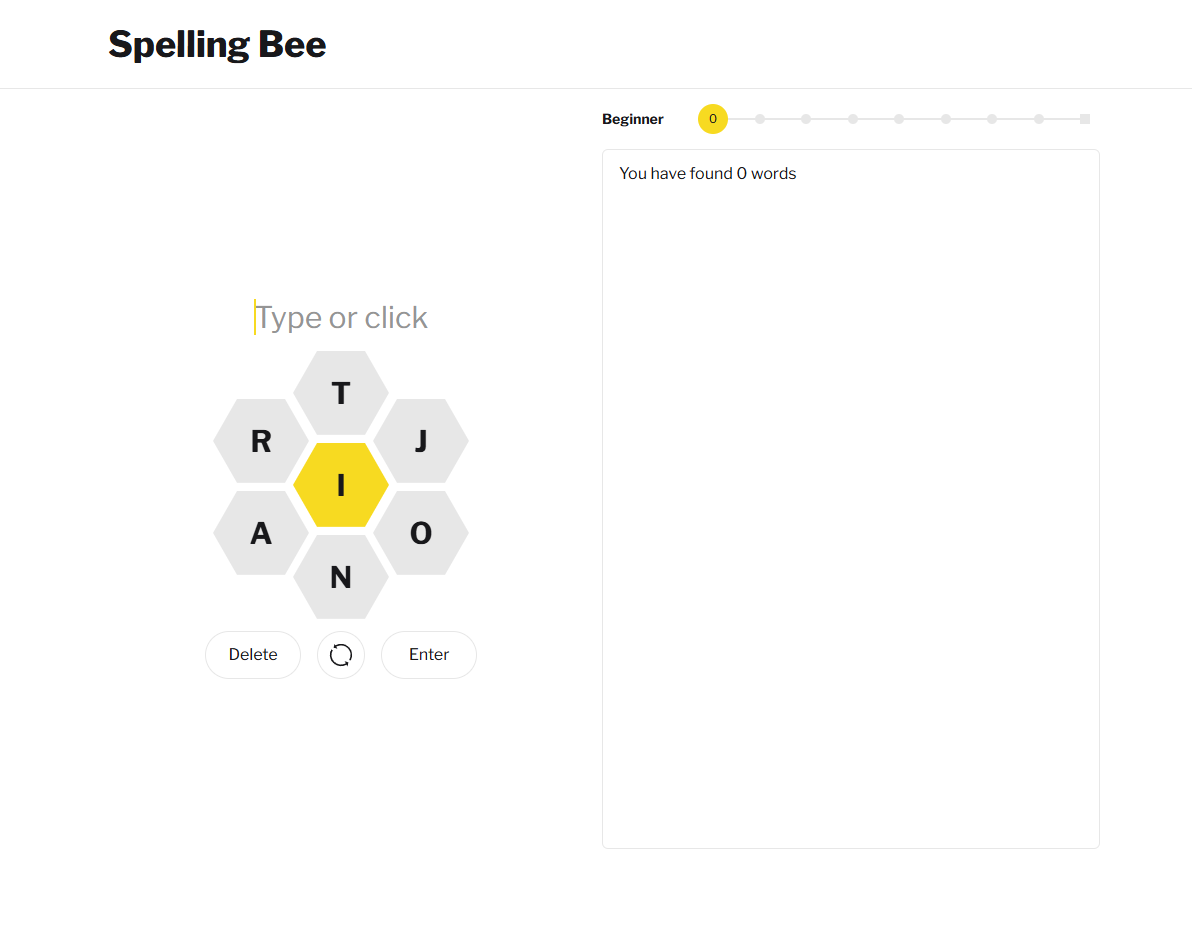 Spelling Bee
Beginner
0
You have found 0 words
Type or click
T
R
J
I
A
O
N
Delete
Enter